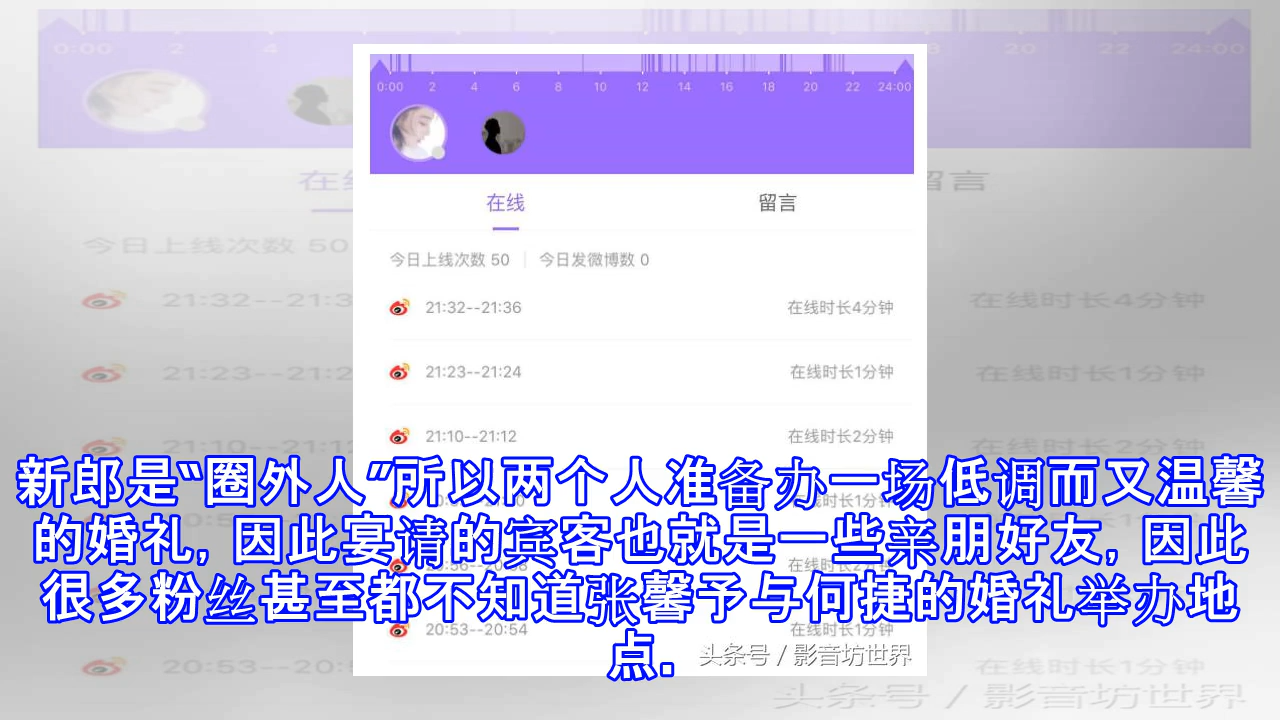 0:00 2 4 6 8 10 12 14 16 18 20 22 24:00
在线 留言
今日上线次数 50 今日发微博数 0
21:32--21:36 在线时长4分钟
21:23--21:24 在线时长1分钟
21:10--21:12 在线时长2分钟
新郎是“圈外人”所以两个人准备办一场低调而又温馨
的婚礼, 因此宴请的宾客也就是一些亲朋好友, 因此
很多粉丝甚至都不知道张馨予与何捷的婚礼举办地
点.
20:53--20:54 在线时长1分钟
头条号 / 影音坊世界